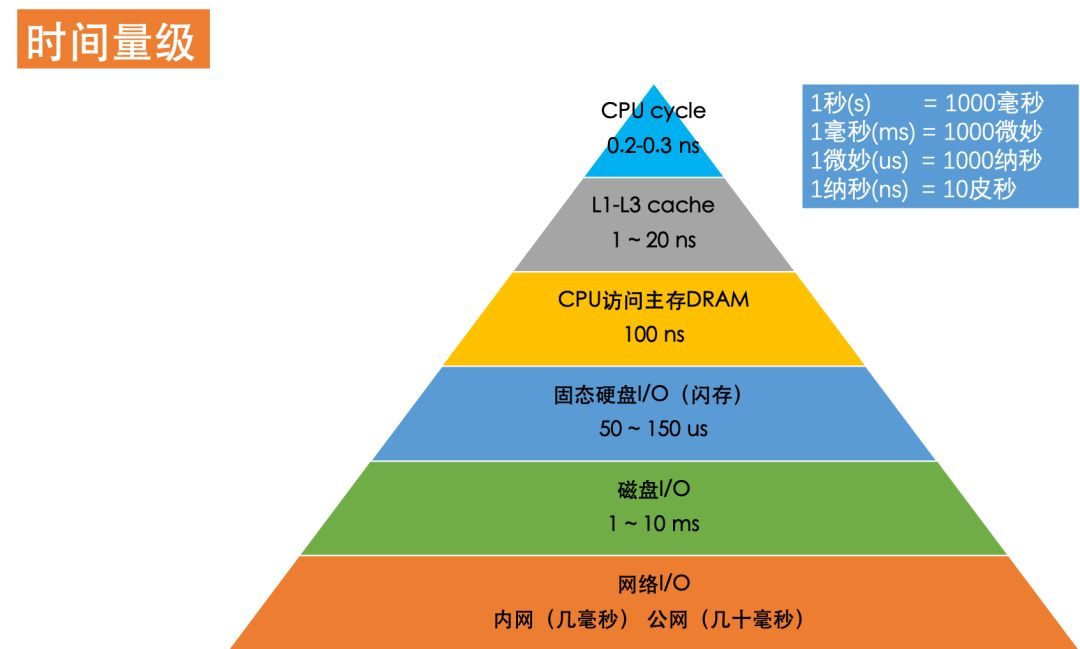 时间量级
1秒(s) = 1000毫秒
1毫秒(ms) = 1000微妙
1微妙(us) = 1000纳秒
1纳秒(ns) = 10皮秒
CPU cycle
0.2-0.3 ns
L1-L3 cache
1 ~ 20 ns
CPU访问主存DRAM
100 ns
固态硬盘I/O（闪存）
50 ~ 150 us
磁盘I/O
1 ~ 10 ms
网络I/O
内网（几毫秒） 公网（几十毫秒）